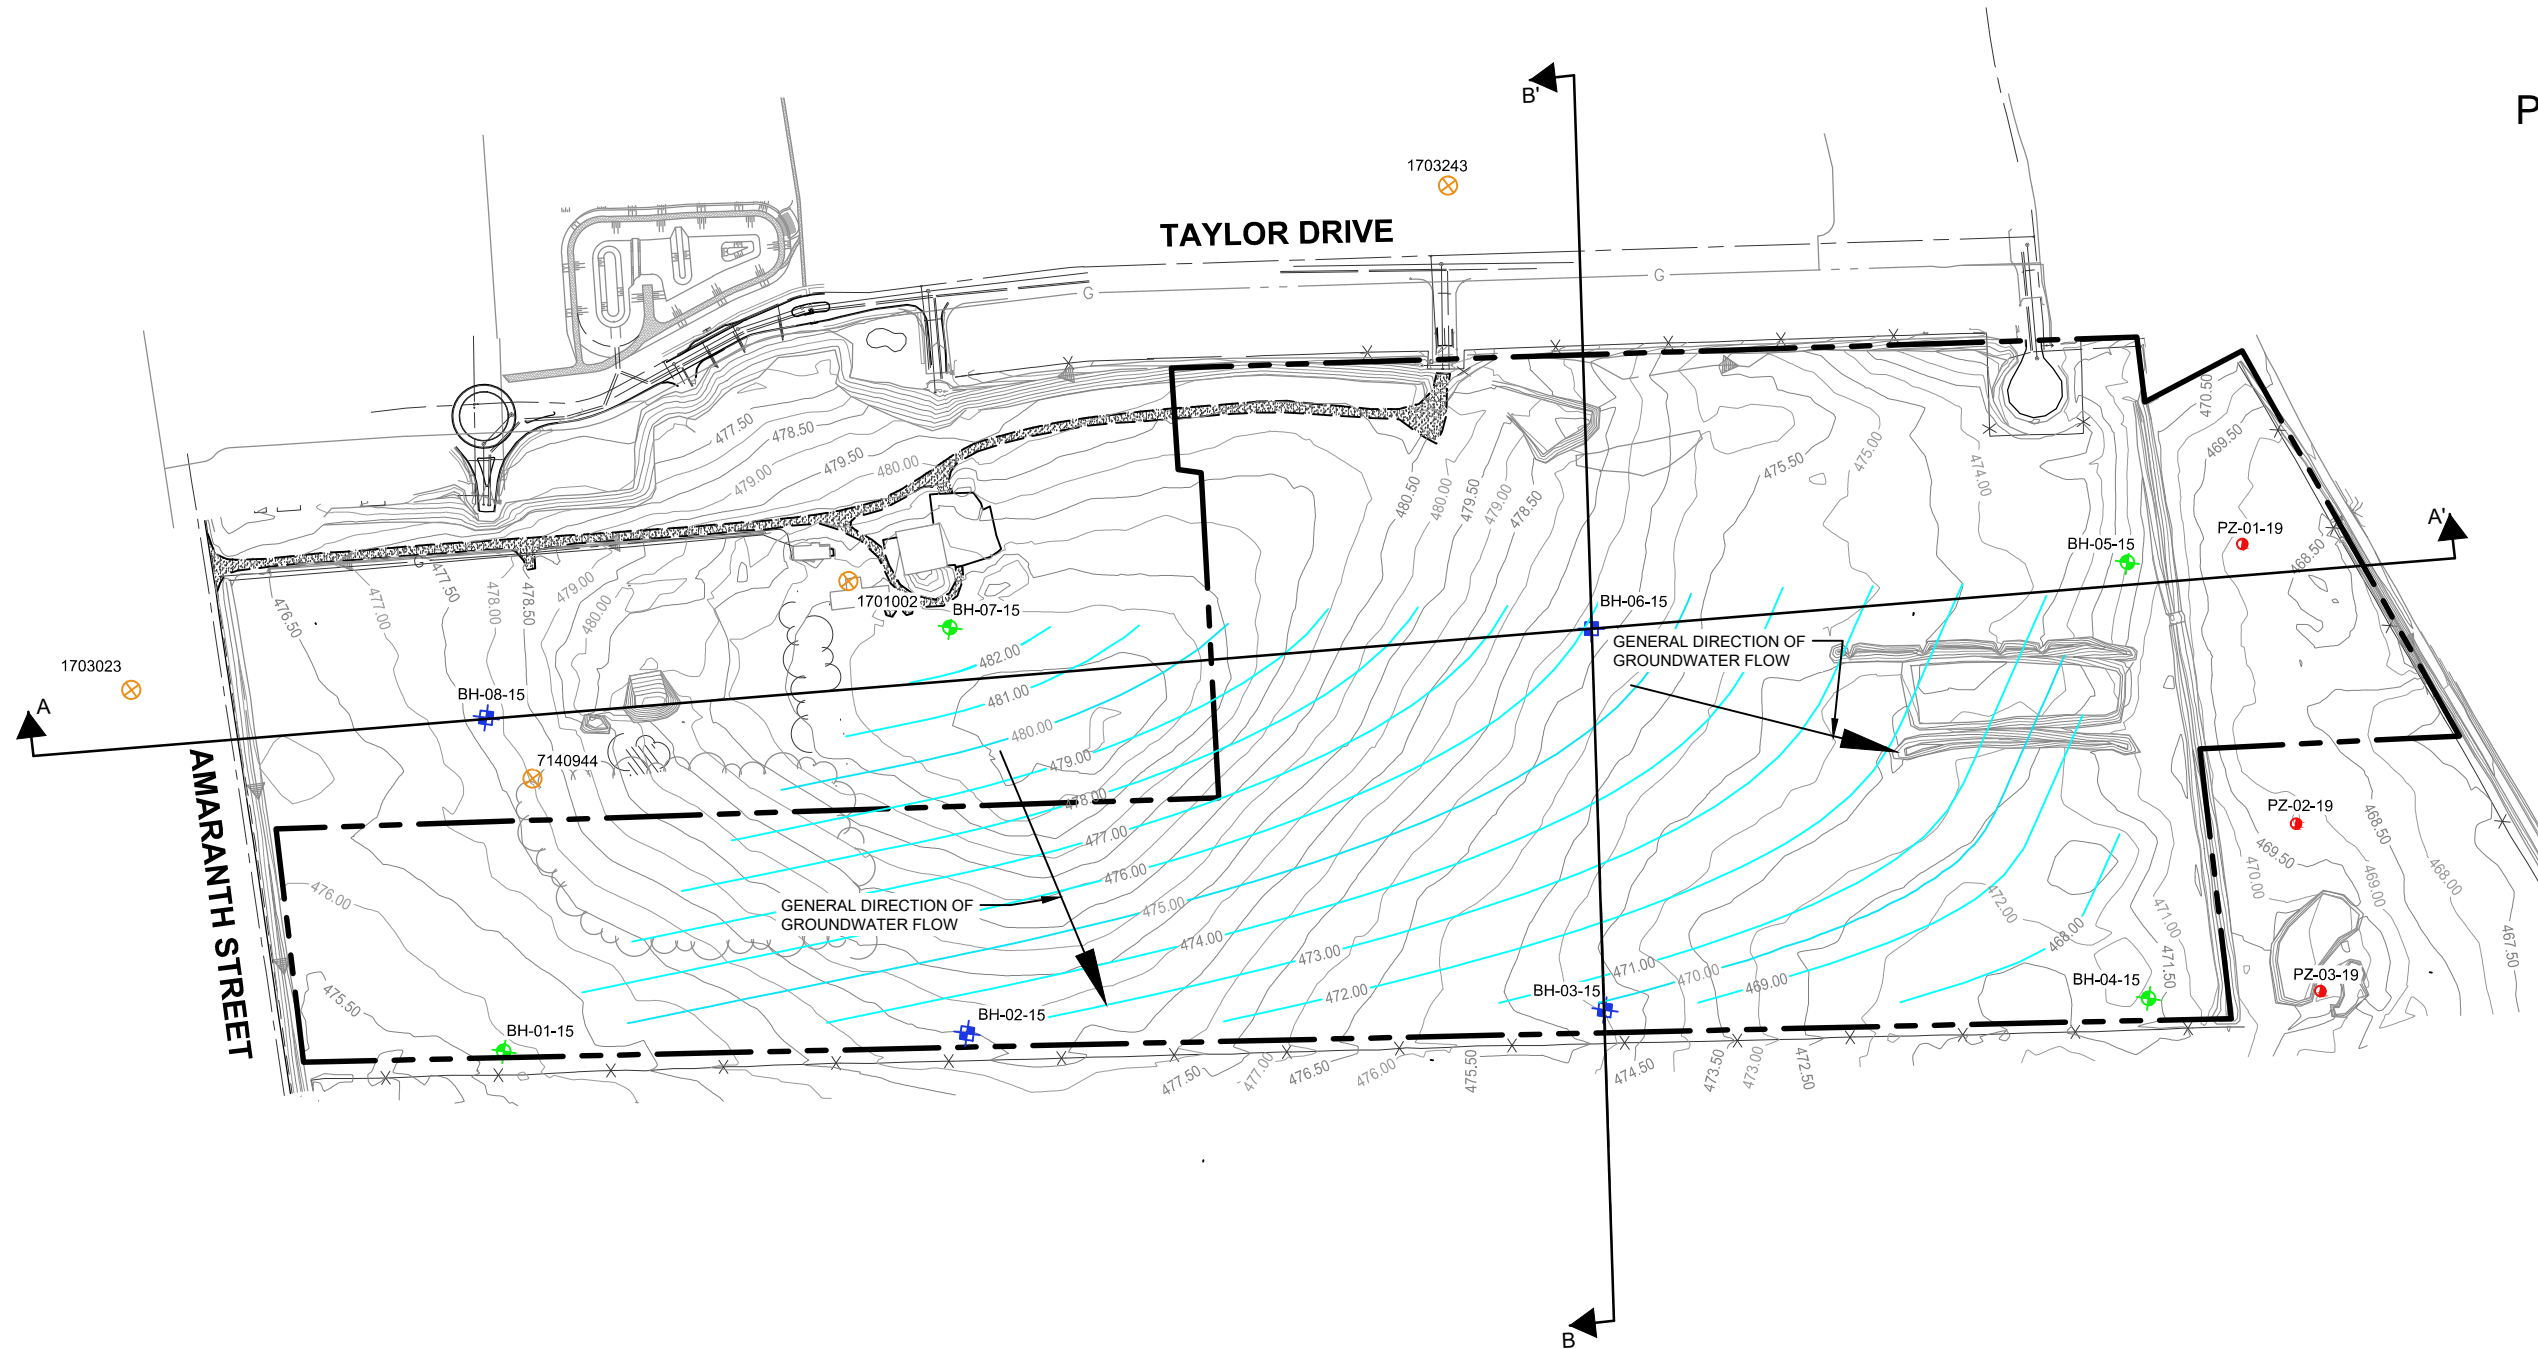 P
B'
1703243
TAYLOR DRIVE
G
G
470.50
477.50
478.50
479.50
480.00
479.00
469.50
475.50
475.00
474.00
480.50
480.00
479.50
479.00
478.50
A'
PZ-01-19
BH-05-15
468.50
G
477.50
478.00
478.50
479.00
480.00
477.00
476.50
1701002
BH-07-15
BH-06-15
GENERAL DIRECTION OF
GROUNDWATER FLOW
482.00
481.00
480.00
479.00
478.00
477.00
476.00
475.00
474.00
473.00
472.00
471.00
470.00
469.00
468.00
1703023
A
BH-08-15
7140944
AMARANTH STREET
PZ-02-19
468.50
469.50
470.00
469.00
468.00
467.50
476.00
475.50
GENERAL DIRECTION OF
GROUNDWATER FLOW
472.00
471.00
471.50
BH-04-15
PZ-03-19
BH-03-15
BH-02-15
BH-01-15
477.50
477.00
476.50
476.00
475.50
474.50
473.50
473.00
472.50
B